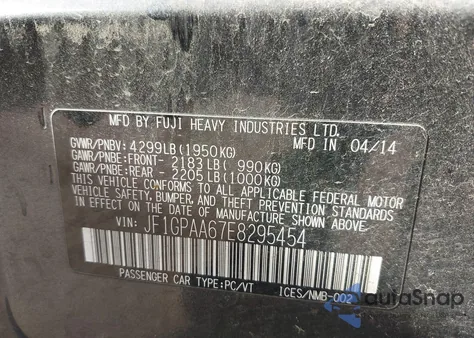 MFD BY FUJI HEAVY INDUSTRIES LTD.
GVWR/PNBV: 4299LB(1950KG) MFD IN 04/14
GAWR/PNBE: FRONT- 2183LB( 990KG)
GAWR/PNBE: REAR - 2205LB(1000KG)
THIS VEHICLE CONFORMS TO ALL APPLICABLE FEDERAL MOTOR
VEHICLE SAFETY, BUMPER, AND THEFT PREVENTION STANDARDS
IN EFFECT ON THE DATE OF MANUFACTURE SHOWN ABOVE.
VIN: JF1GPAA67E8295454
PASSENGER CAR TYPE:PC/VT ICES/NMB-002
autoSnap